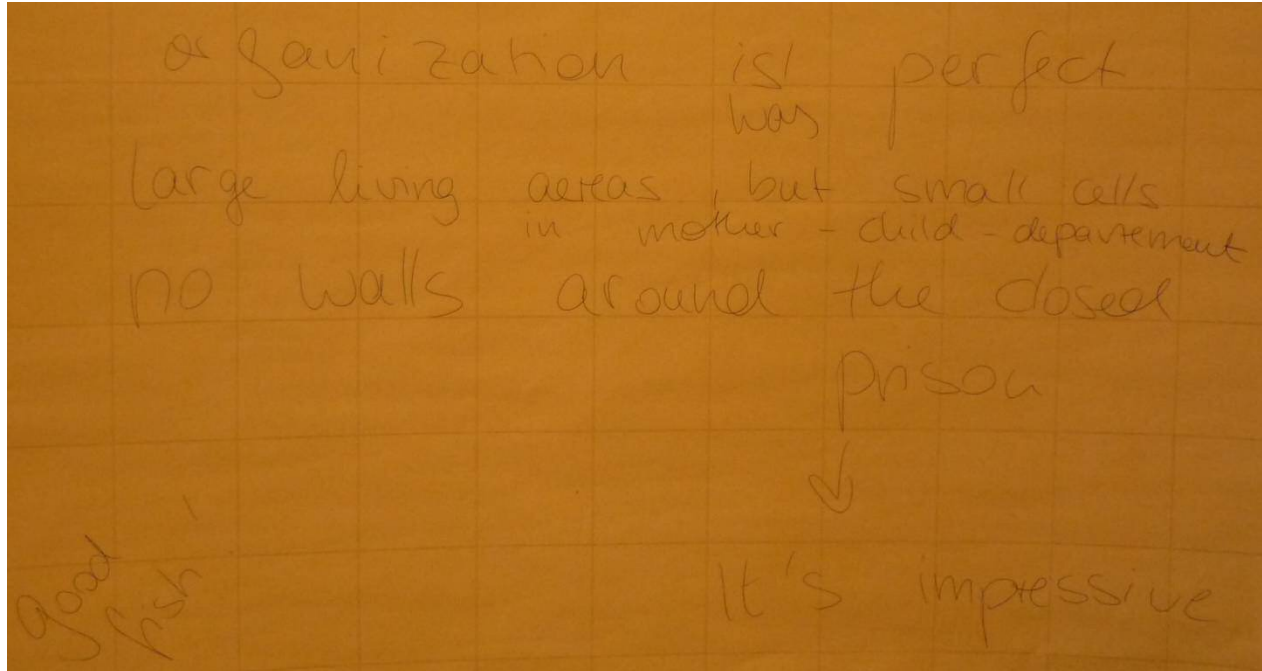 organization is/ perfect
was
large living aereas, but small cells
in mother-child-departement
no walls around the closed
prison
↓
It's impressive
good
fish!